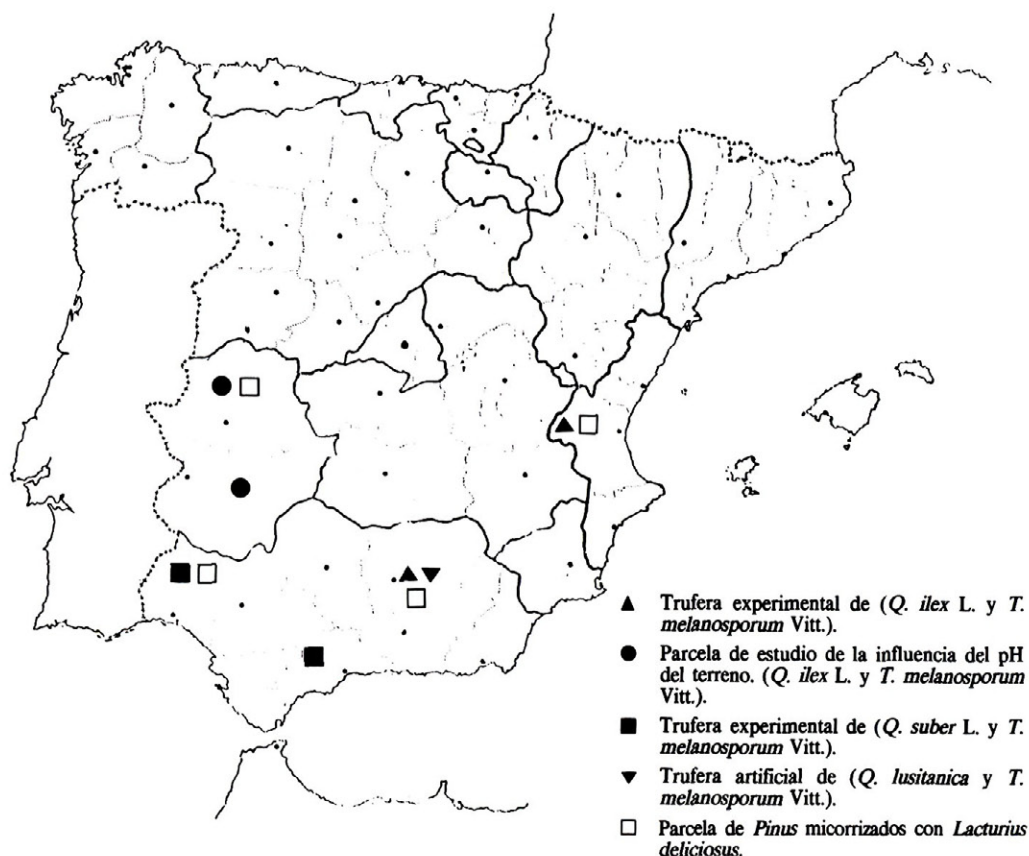 Trufera experimental de (Q. ilex L. y T.
melanosporum Vitt.).
Parcela de estudio de la influencia del pH
del terreno. (Q. ilex L. y T. melanosporum
Vitt.).
Trufera experimental de (Q. suber L. y T.
melanosporum Vitt.).
Trufera artificial de (Q. lusitanica y T.
melanosporum Vitt.).
Parcela de Pinus micorrizados con Lacturius
deliciosus.